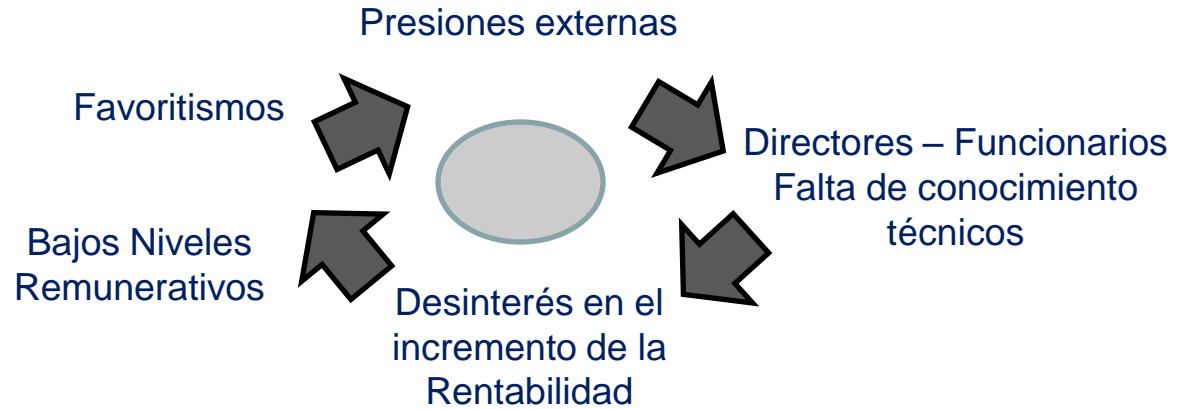 Presiones externas
Favoritismos
Directores – Funcionarios
Falta de conocimiento
técnicos
Bajos Niveles
Remunerativos
Desinterés en el
incremento de la
Rentabilidad